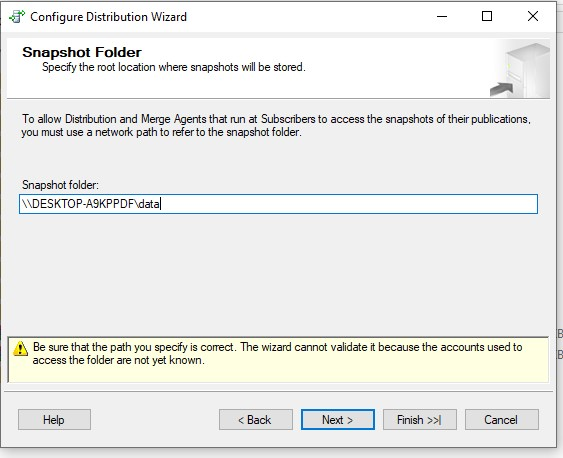 Configure Distribution Wizard
Snapshot Folder
Specify the root location where snapshots will be stored.
To allow Distribution and Merge Agents that run at Subscribers to access the snapshots of their publications,
you must use a network path to refer to the snapshot folder.
Snapshot folder:
\\DESKTOP-A9KPPDF\data
Be sure that the path you specify is correct. The wizard cannot validate it because the accounts used to
access the folder are not yet known.
B
B
Help
< Back
Next >
Finish >>|
Cancel